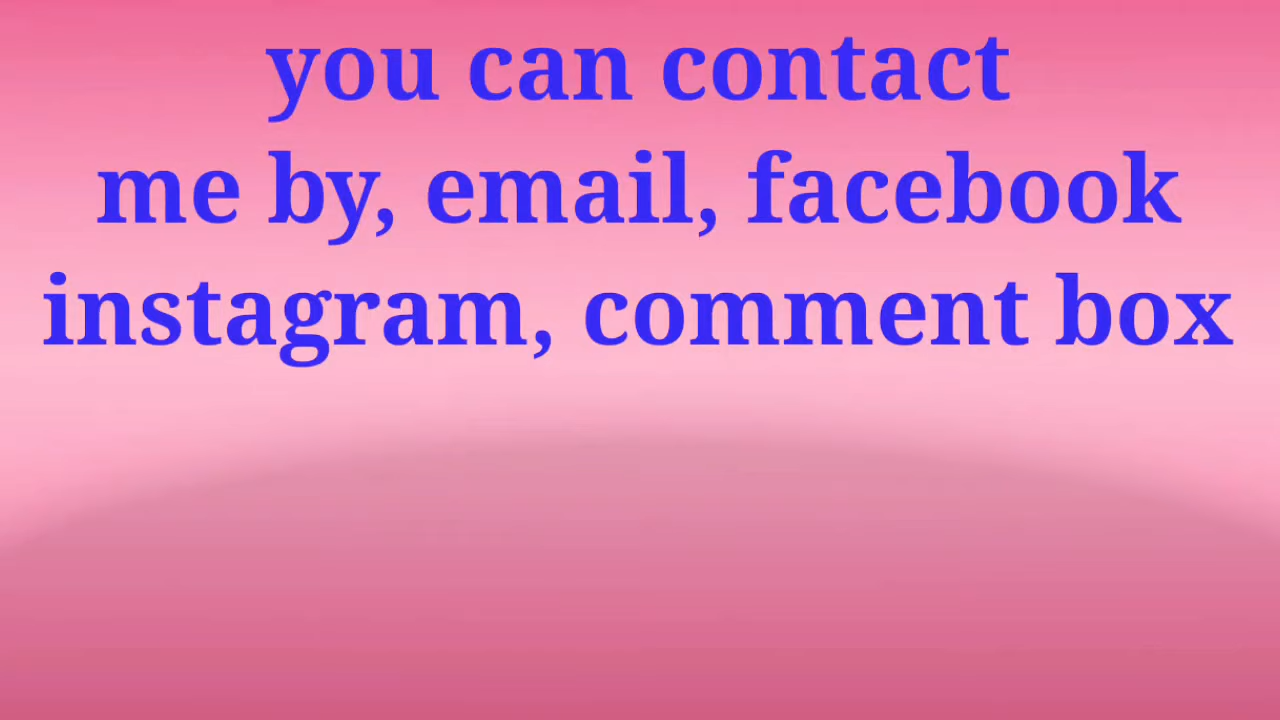 you can contact
me by, email, facebook
instagram, comment box